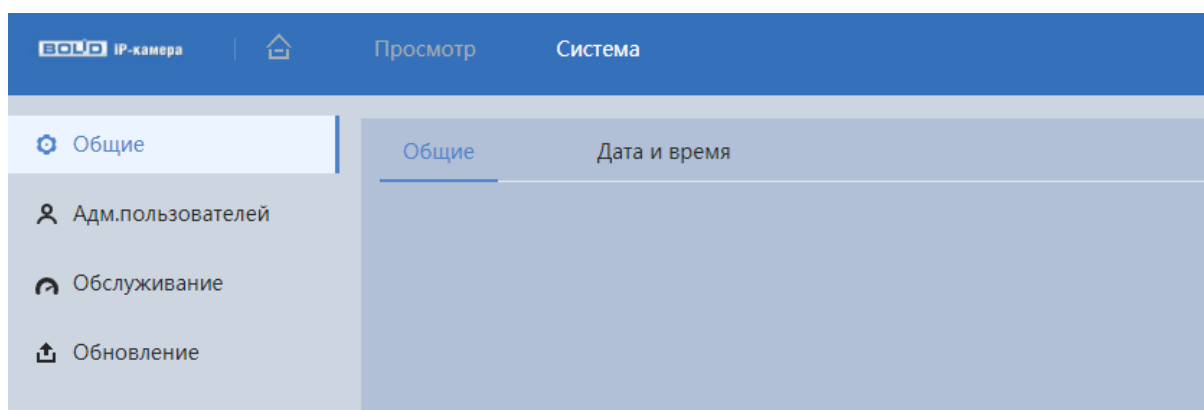 BOLID IP-камера Просмотр Система
Общие
Общие Дата и время
Адм.пользователей
Обслуживание
Обновление